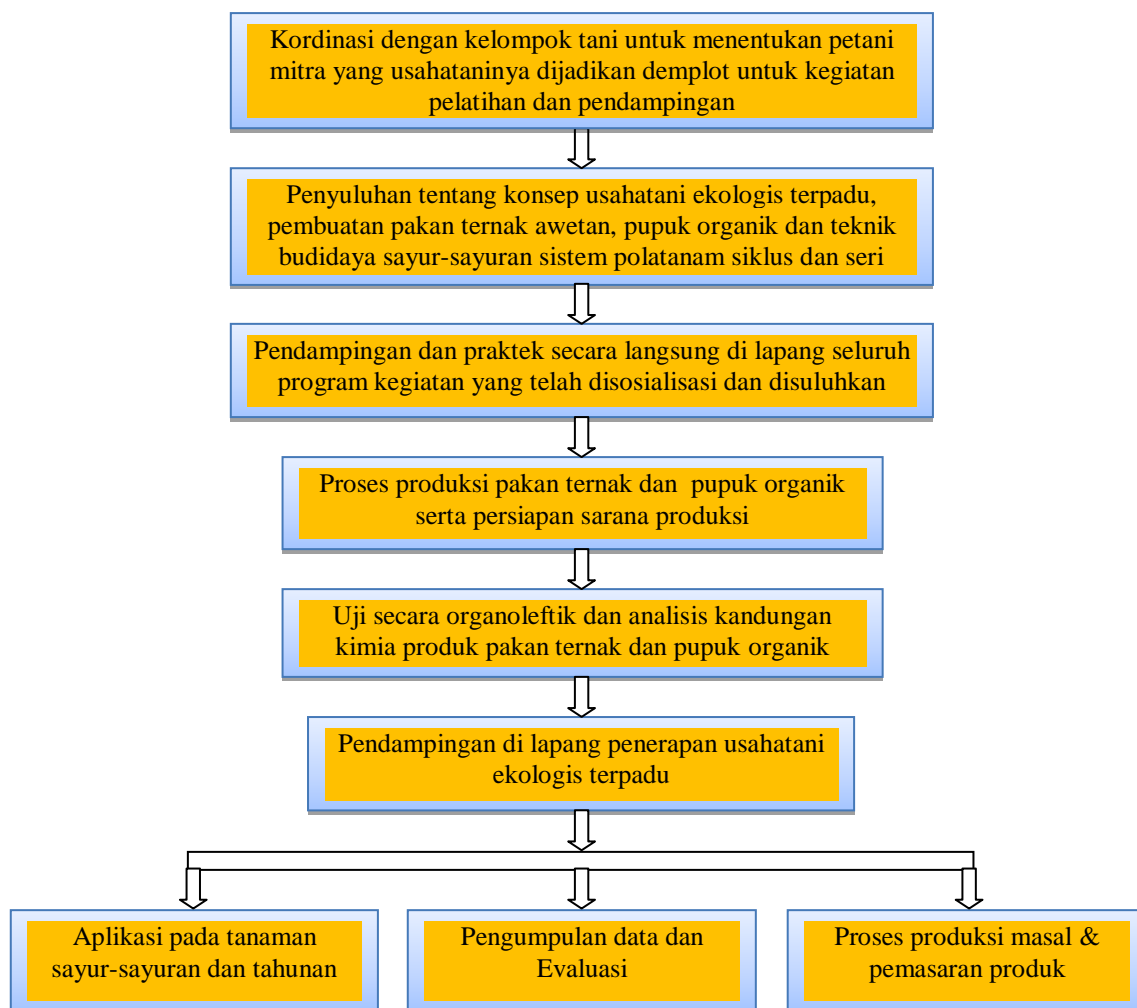 Kordinasi dengan kelompok tani untuk menentukan petani
mitra yang usahataninya dijadikan demplot untuk kegiatan
pelatihan dan pendampingan
Penyuluhan tentang konsep usahatani ekologis terpadu,
pembuatan pakan ternak awetan, pupuk organik dan teknik
budidaya sayur-sayuran sistem polatanam siklus dan seri
Pendampingan dan praktek secara langsung di lapang seluruh
program kegiatan yang telah disosialisasi dan disuluhkan
Proses produksi pakan ternak dan pupuk organik
serta persiapan sarana produksi
Uji secara organoleftik dan analisis kandungan
kimia produk pakan ternak dan pupuk organik
Pendampingan di lapang penerapan usahatani
ekologis terpadu
Aplikasi pada tanaman
sayur-sayuran dan tahunan
Pengumpulan data dan
Evaluasi
Proses produksi masal &
pemasaran produk